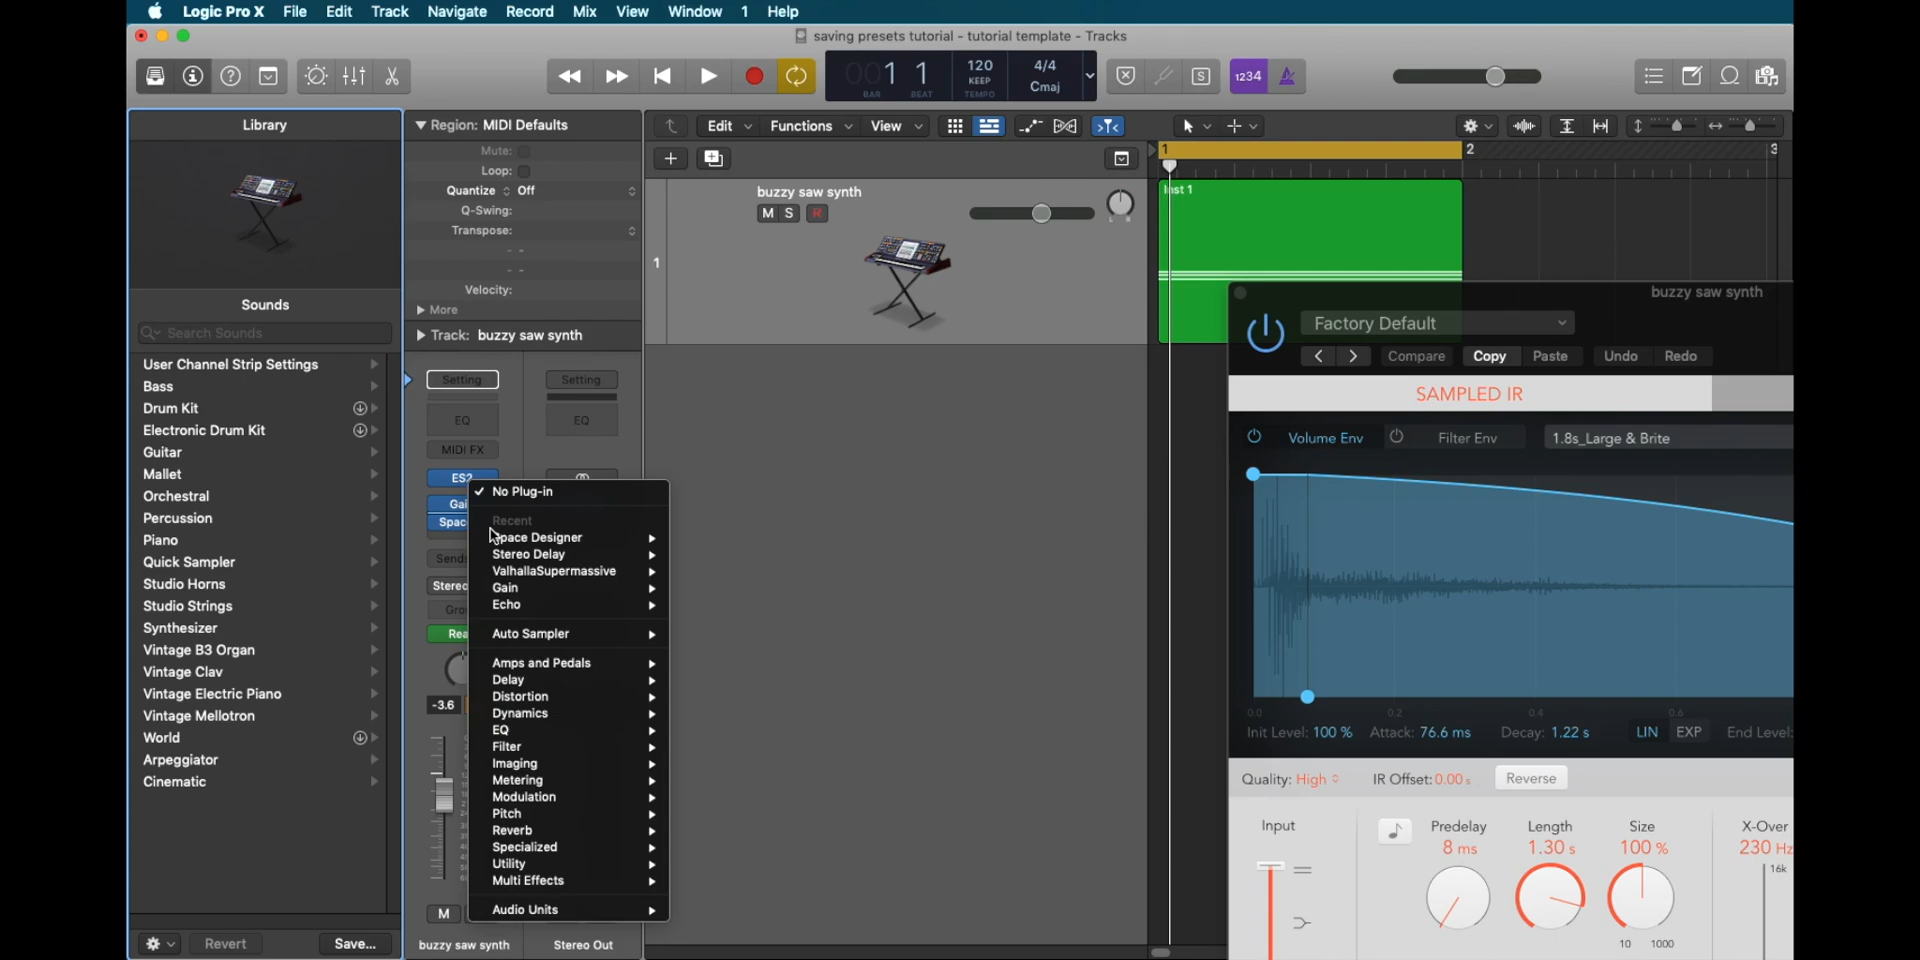 Logic Pro X File Edit Track Navigate Record Mix View Window 1 Help
saving presets tutorial - tutorial template - Tracks
001 1
BAR BEAT
120
KEEP
TEMPO
4/4
Cmaj
S
1234
Library
Sounds
Search Sounds
User Channel Strip Settings
Bass
Drum Kit
Electronic Drum Kit
Guitar
Mallet
Orchestral
Percussion
Piano
Quick Sampler
Studio Horns
Studio Strings
Synthesizer
Vintage B3 Organ
Vintage Clav
Vintage Electric Piano
Vintage Mellotron
World
Arpeggiator
Cinematic
Revert
Save...
Region: MIDI Defaults
Mute:
Loop:
Quantize Off
Q-Swing:
Transpose:
Velocity:
More
Track: buzzy saw synth
Setting
EQ
MIDI FX
ES2
Gai
Spac
Send
Stereo
Gro
Rea
-3.6
M
buzzy saw synth
Setting
EQ
Stereo Out
No Plug-in
Recent
Space Designer
Stereo Delay
ValhallaSupermassive
Gain
Echo
Auto Sampler
Amps and Pedals
Delay
Distortion
Dynamics
EQ
Filter
Imaging
Metering
Modulation
Pitch
Reverb
Specialized
Utility
Multi Effects
Audio Units
Edit Functions View
1
buzzy saw synth
M S R
L R
1 2 3
Inst 1
buzzy saw synth
Factory Default
Compare Copy Paste Undo Redo
SAMPLED IR
Volume Env Filter Env 1.8s_Large & Brite
0.0 0.2 0.4 0.6
Init Level: 100 % Attack: 76.6 ms Decay: 1.22 s LIN EXP End Level:
Quality: High IR Offset: 0.00 s Reverse
Input
Predelay
8 ms
Length
1.30 s
Size
100 %
10 1000
X-Over
230 Hz
16k